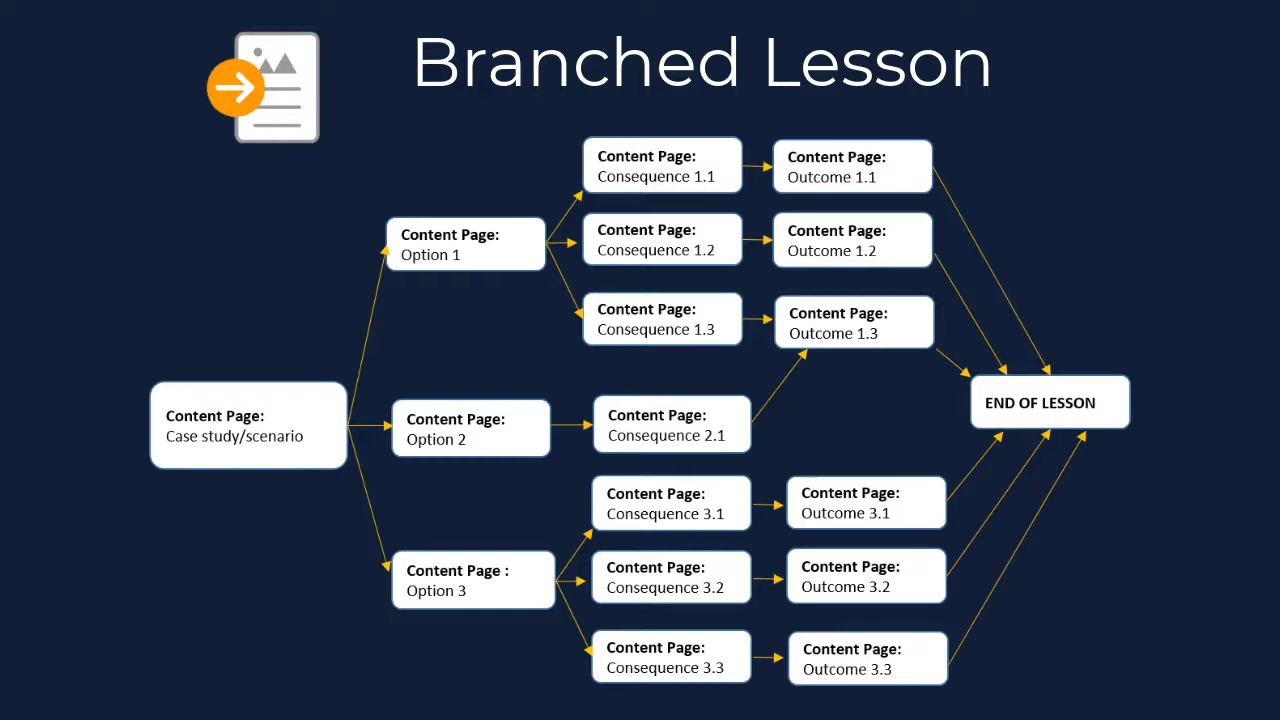 Branched Lesson
Content Page:
Case study/scenario
Content Page:
Option 1
Content Page:
Consequence 1.1
Content Page:
Outcome 1.1
Content Page:
Consequence 1.2
Content Page:
Outcome 1.2
Content Page:
Consequence 1.3
Content Page:
Outcome 1.3
Content Page:
Option 2
Content Page:
Consequence 2.1
Content Page :
Option 3
Content Page:
Consequence 3.1
Content Page:
Outcome 3.1
Content Page:
Consequence 3.2
Content Page:
Outcome 3.2
Content Page:
Consequence 3.3
Content Page:
Outcome 3.3
END OF LESSON